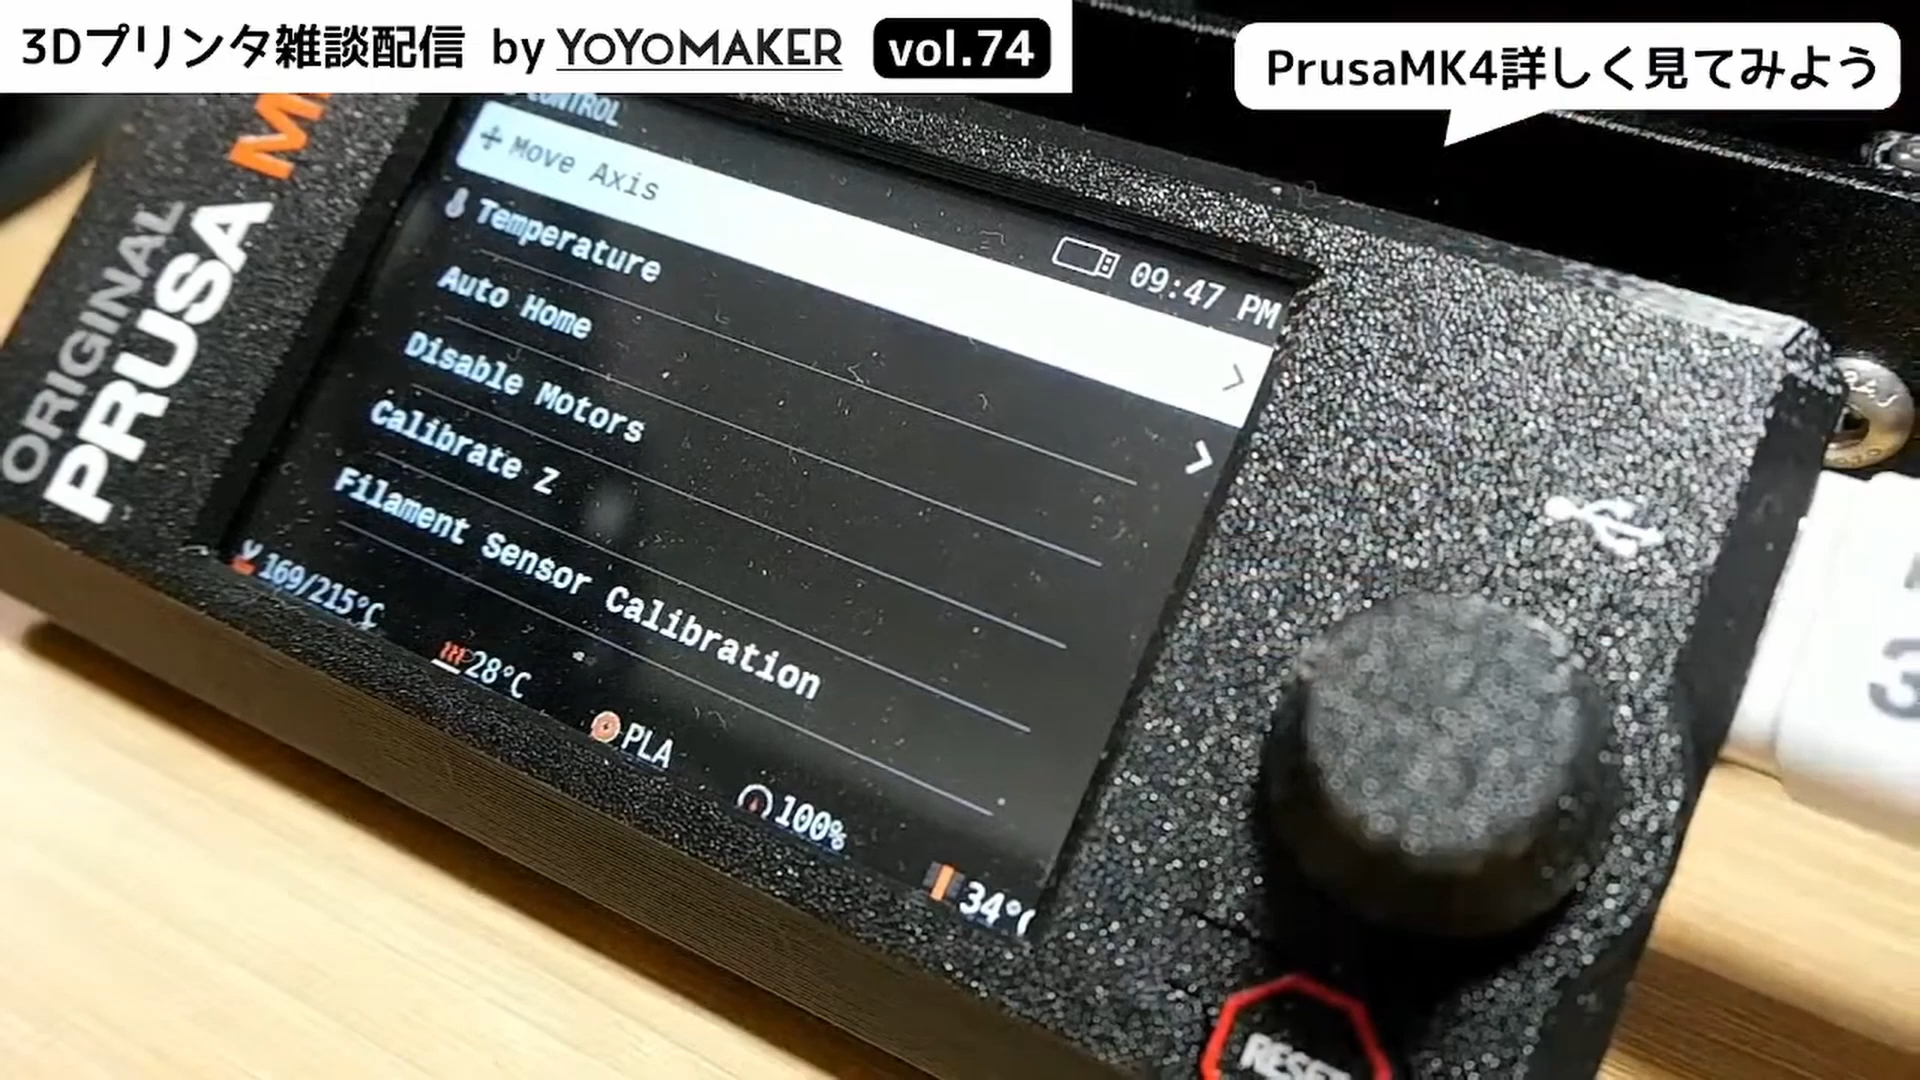 3Dプリンタ雑談配信 by YOYOMAKER vol.74
PrusaMK4詳しく見てみよう
ORIGINAL
PRUSA
CONTROL
09:47 PM
Move Axis
Temperature
Auto Home
Disable Motors
Calibrate Z
Filament Sensor Calibration
169/215°C
28°C
PLA
100%
34°C
RESET